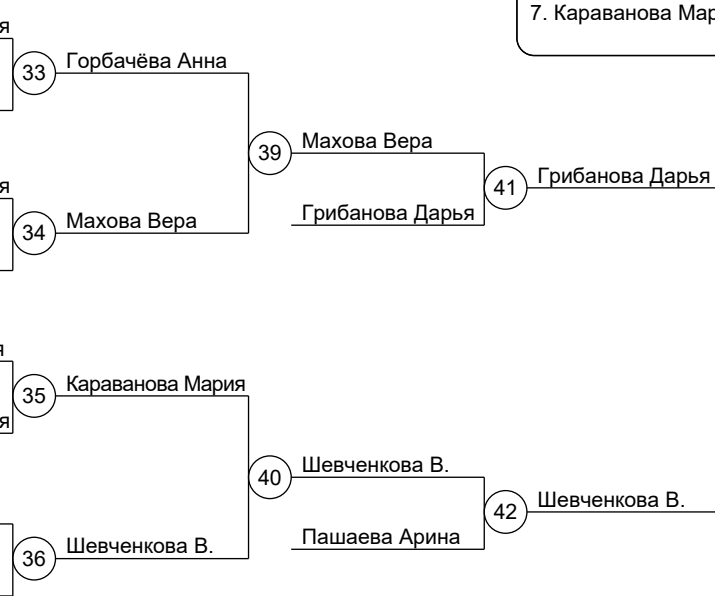 7. Караванова Мар
я
33
Горбачёва Анна
39
Махова Вера
41
Грибанова Дарья
Грибанова Дарья
я
34
Махова Вера
я
35
Караванова Мария
я
40
Шевченкова В.
42
Шевченкова В.
Пашаева Арина
36
Шевченкова В.